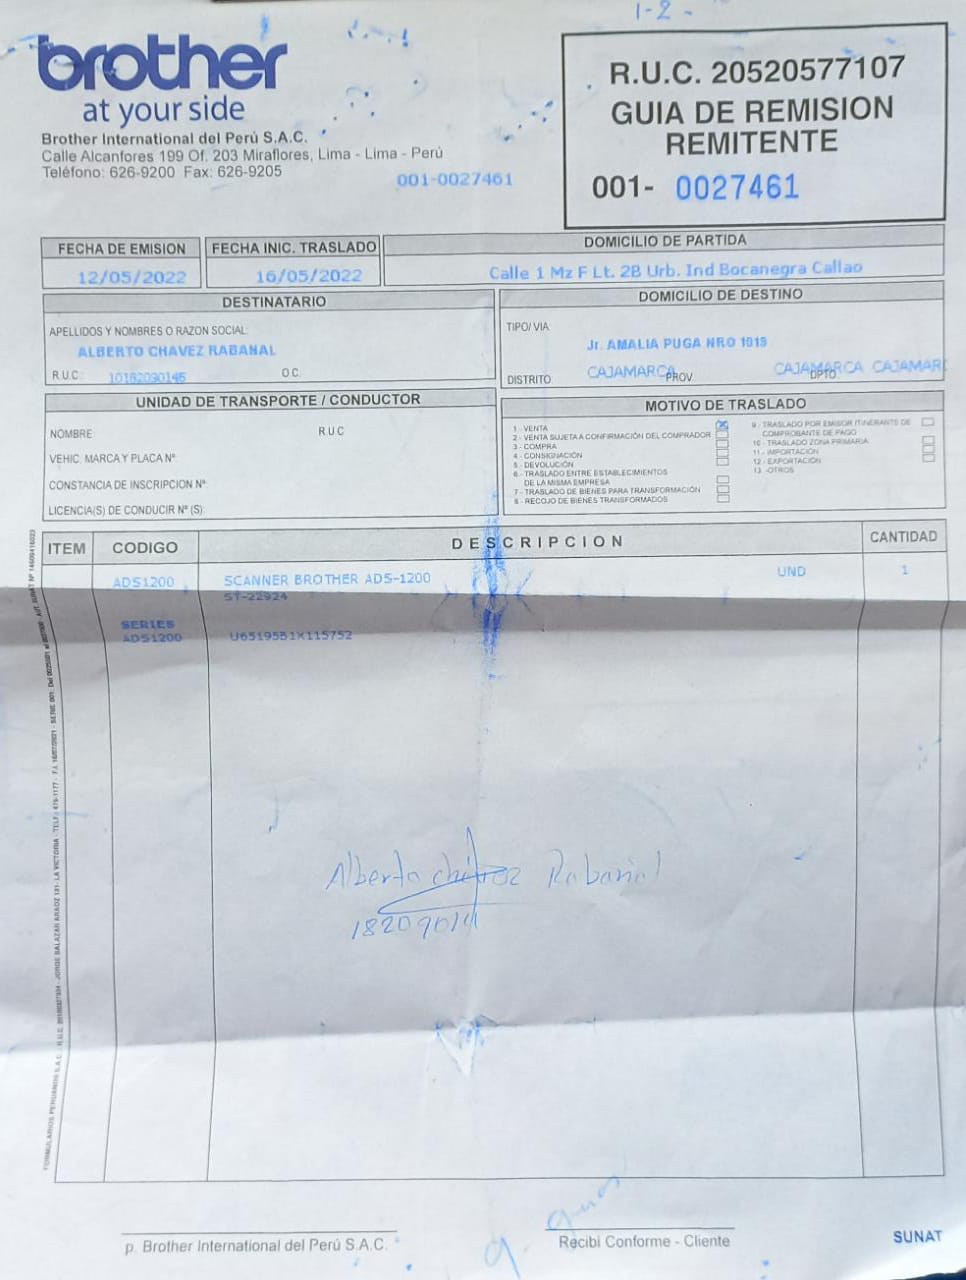 1-2-
brother
at your side
Brother International del Perú S.A.C.
Calle Alcanfores 199 Of. 203 Miraflores, Lima - Lima - Perú
Teléfono: 626-9200 Fax: 626-9205
001-0027461
R.U.C. 20520577107
GUIA DE REMISION
REMITENTE
001- 0027461
FECHA DE EMISION
12/05/2022
FECHA INIC. TRASLADO
16/05/2022
DOMICILIO DE PARTIDA
Calle 1 Mz F Lt. 2B Urb. Ind Bocanegra Callao
DESTINATARIO
APELLIDOS Y NOMBRES O RAZON SOCIAL:
ALBERTO CHAVEZ RABANAL
R.U.C. 10182090145 O.C.
DOMICILIO DE DESTINO
TIPO/ VIA
Jr. AMALIA PUGA NRO 1013
DISTRITO CAJAMARCA PROV CAJAMARCA DPTO CAJAMAR
UNIDAD DE TRANSPORTE / CONDUCTOR
NOMBRE R.U.C
VEHIC. MARCA Y PLACA Nº
CONSTANCIA DE INSCRIPCION Nº
LICENCIA(S) DE CONDUCIR Nº (S)
MOTIVO DE TRASLADO
1 - VENTA
2 - VENTA SUJETA A CONFIRMACIÓN DEL COMPRADOR
3 - COMPRA
4 - CONSIGNACIÓN
5 - DEVOLUCIÓN
6 - TRASLADO ENTRE ESTABLECIMIENTOS
DE LA MISMA EMPRESA
7 - TRASLADO DE BIENES PARA TRANSFORMACIÓN
8 - RECOJO DE BIENES TRANSFORMADOS
9 - TRASLADO POR EMISOR ITINERANTE DE
COMPROBANTE DE PAGO
10 - TRASLADO ZONA PRIMARIA
11 - IMPORTACIÓN
12 - EXPORTACIÓN
13 - OTROS
ITEM CODIGO DESCRIPCION CANTIDAD
ADS1200 SCANNER BROTHER ADS-1200 UND 1
ST-22924
SERIES
ADS1200 U65195B1X115752
Alberto Chávez Rabanal
18209014
p. Brother International del Perú S.A.C.
Recibi Conforme - Cliente
SUNAT